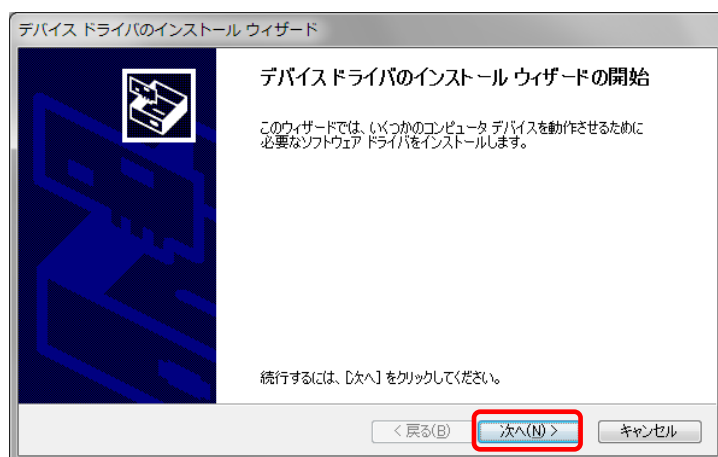 デバイス ドライバのインストール ウィザード
デバイス ドライバのインストール ウィザードの開始
このウィザードでは、いくつかのコンピュータ デバイスを動作させるために
必要なソフトウェア ドライバをインストールします。
続行するには、[次へ] をクリックしてください。
< 戻る(B) 次へ(N) > キャンセル